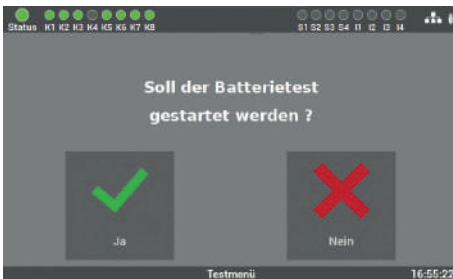 Status K1 K2 K3 K4 K5 K6 K7 K8 S1 S2 S3 S4 I1 I2 I3 I4
Soll der Batterietest
gestartet werden ?
Ja Nein
Testmenü 16:55:22